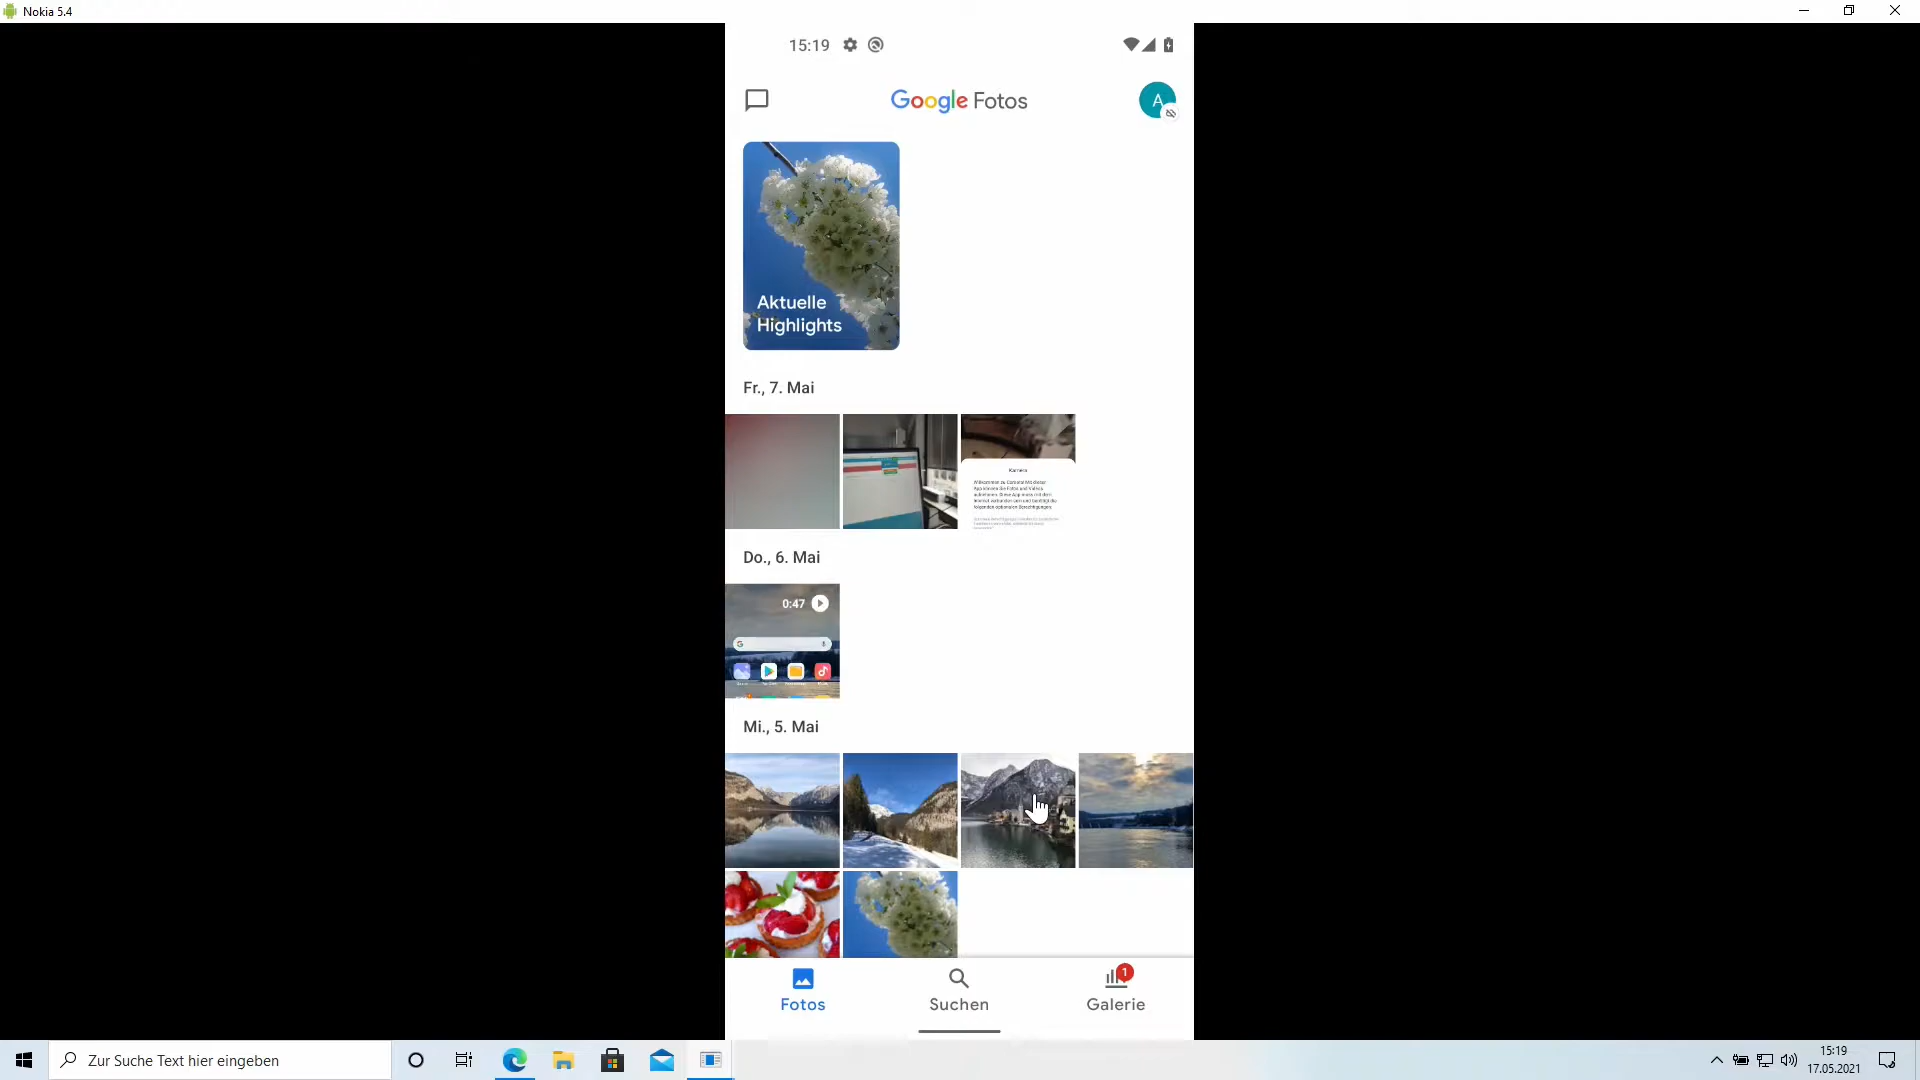 Nokia 5.4
15:19
Google Fotos
A
Aktuelle
Highlights
Fr., 7. Mai
Kamera
Do., 6. Mai
0:47
Mi., 5. Mai
1
Fotos
Suchen
Galerie
Zur Suche Text hier eingeben
15:19
17.05.2021